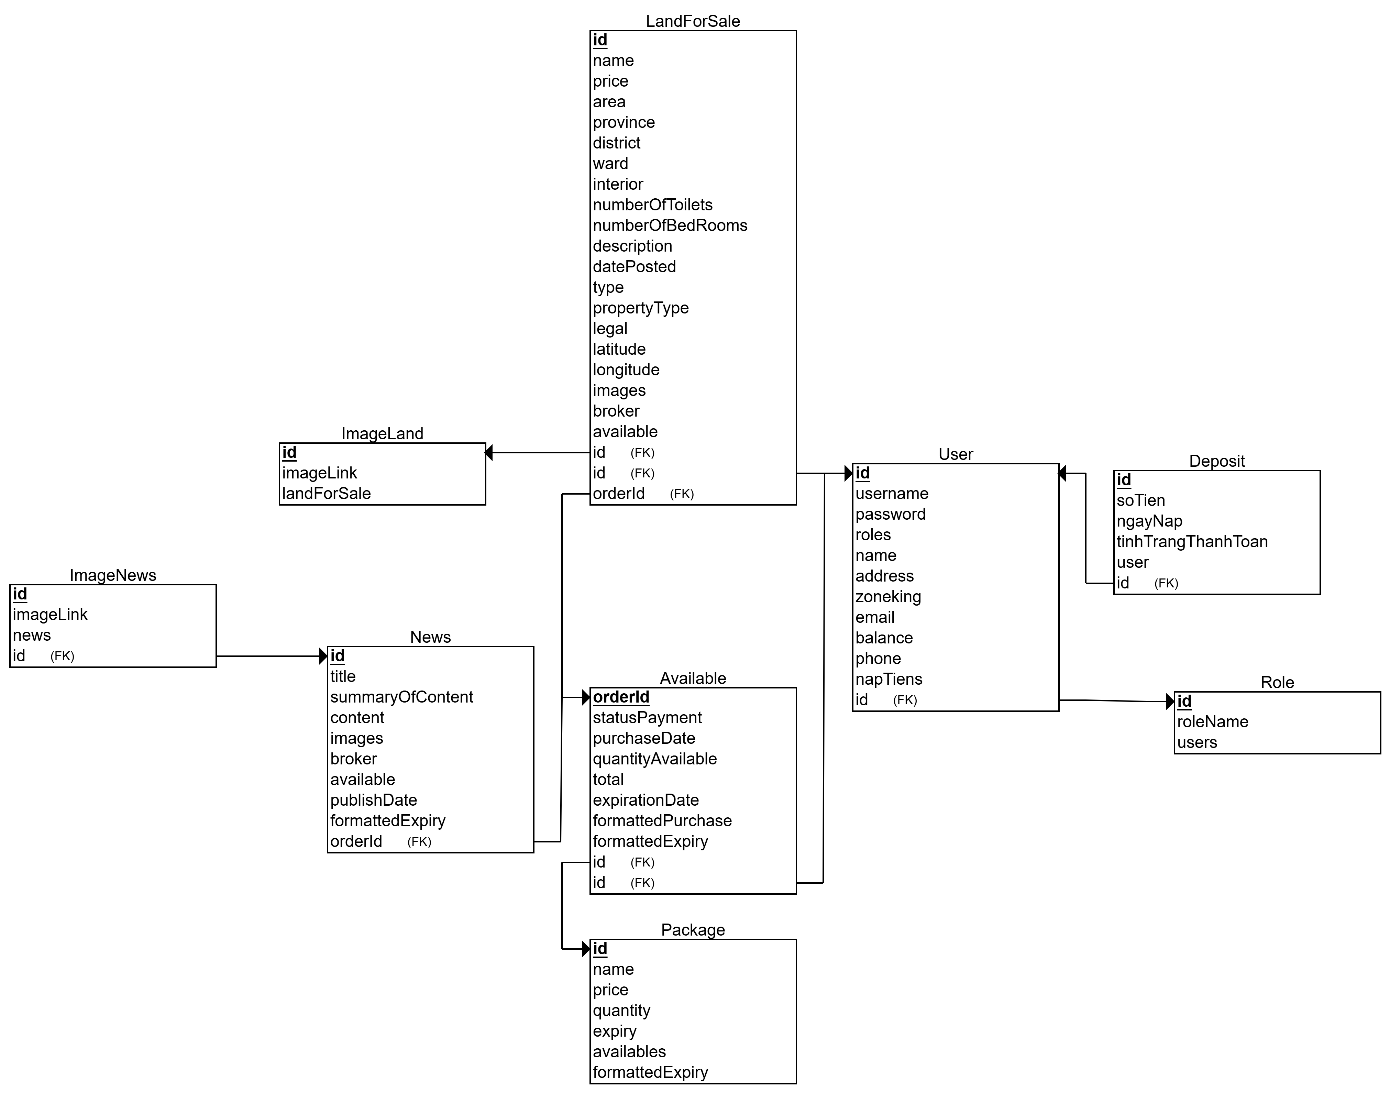 LandForSale
id
name
price
area
province
district
ward
interior
numberOfToilets
numberOfBedRooms
description
datePosted
type
propertyType
legal
latitude
longitude
images
broker
available
id (FK)
id (FK)
orderId (FK)
ImageLand
id
imageLink
landForSale
User
id
username
password
roles
name
address
zoneking
email
balance
phone
napTiens
id (FK)
Deposit
id
soTien
ngayNap
tinhTrangThanhToan
user
id (FK)
ImageNews
id
imageLink
news
id (FK)
News
id
title
summaryOfContent
content
images
broker
available
publishDate
formattedExpiry
orderId (FK)
Available
orderId
statusPayment
purchaseDate
quantityAvailable
total
expirationDate
formattedPurchase
formattedExpiry
id (FK)
id (FK)
Role
id
roleName
users
Package
id
name
price
quantity
expiry
availables
formattedExpiry